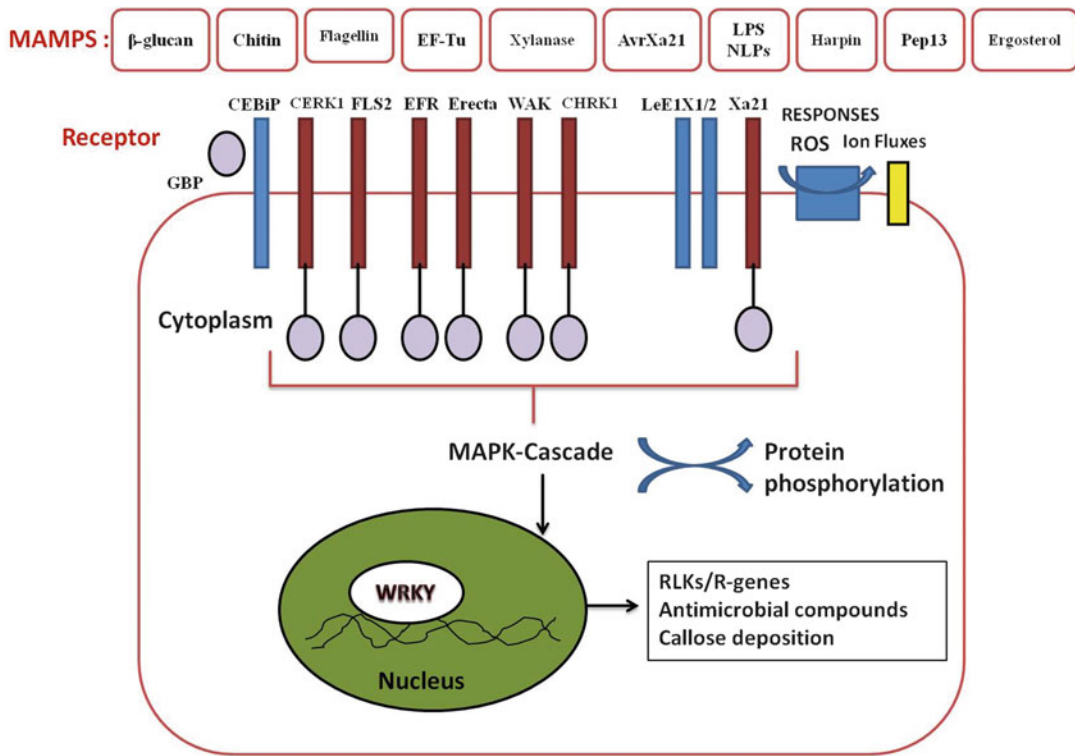 MAMPS : β-glucan Chitin Flagellin EF-Tu Xylanase AvrXa21 LPS NLPs Harpin Pep13 Ergosterol
CEBiP CERK1 FLS2 EFR Erecta WAK CHRK1 LeE1X1/2 Xa21
RESPONSES
Receptor
ROS Ion Fluxes
GBP
Cytoplasm
MAPK-Cascade
Protein
phosphorylation
WRKY
Nucleus
RLKs/R-genes
Antimicrobial compounds
Callose deposition